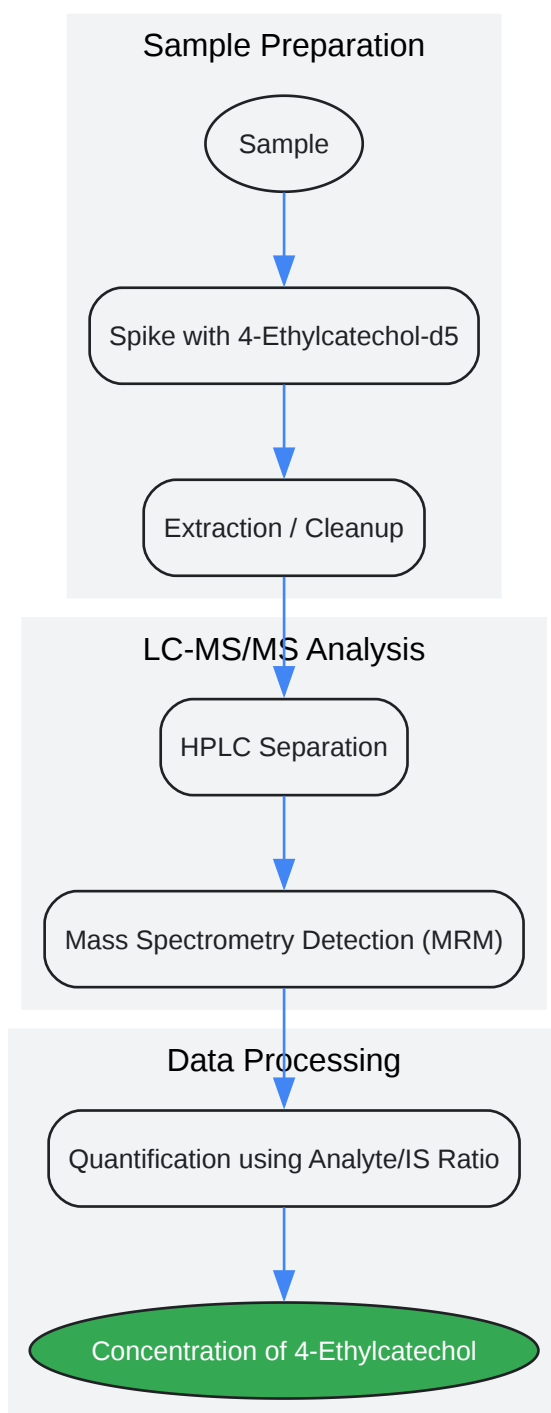 Sample Preparation
Sample
Spike with 4-Ethylcatechol-d5
Extraction / Cleanup
LC-MS/MS Analysis
HPLC Separation
Mass Spectrometry Detection (MRM)
Data Processing
Quantification using Analyte/IS Ratio
Concentration of 4-Ethylcatechol